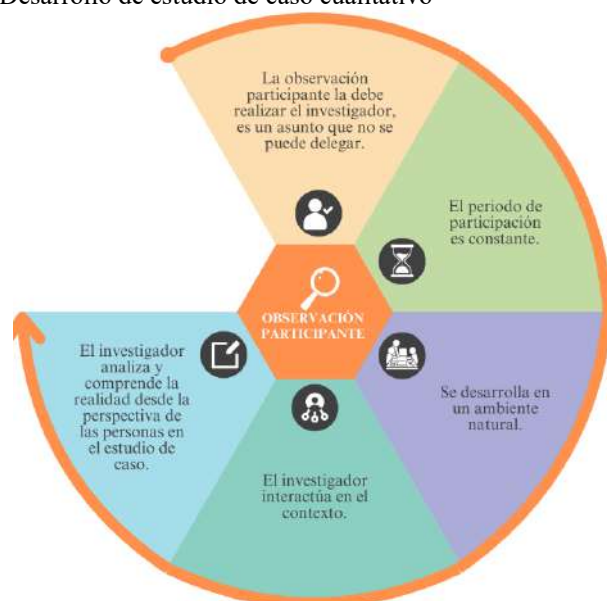 Desarrollo de estudio de caso cualitativo
La observación
participante la debe
realizar el investigador,
es un asunto que no se
puede delegar.
El periodo de
participación
es constante.
OBSERVACIÓN
PARTICIPANTE
Se desarrolla en
un ambiente
natural.
El investigador
interactúa en el
contexto.
El investigador
analiza y
comprende la
realidad desde la
perspectiva de
las personas en
el estudio de
caso.